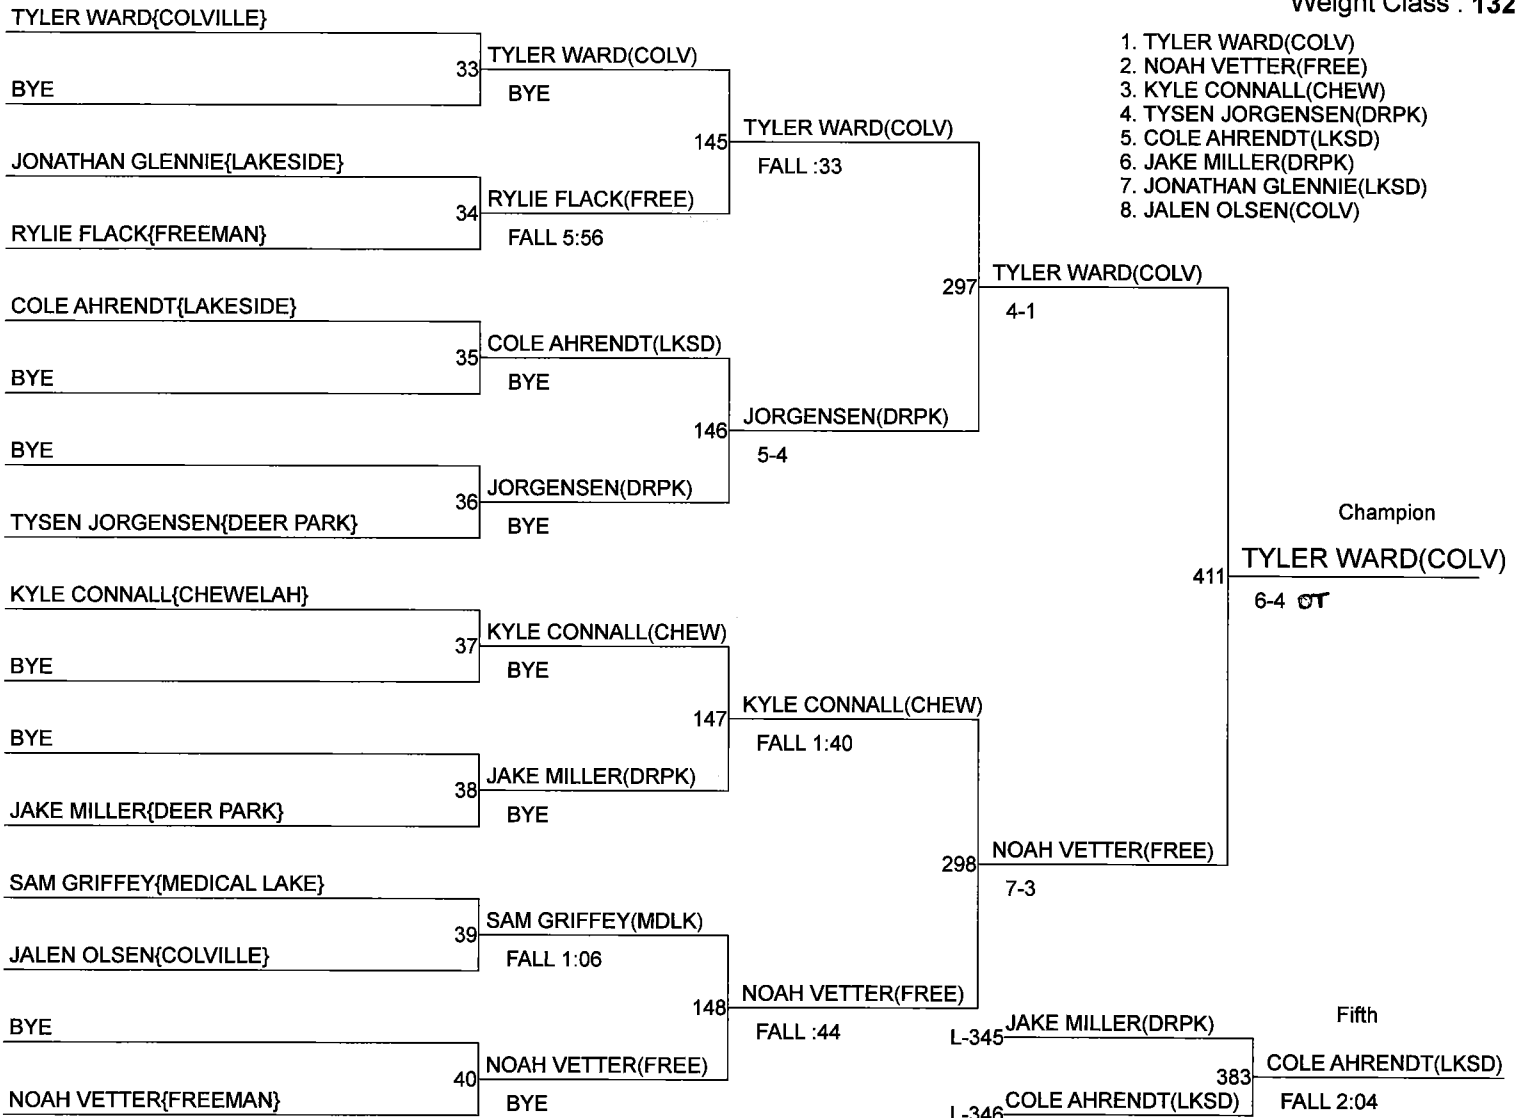 Weight Class : 132
1. TYLER WARD(COLV)
2. NOAH VETTER(FREE)
3. KYLE CONNALL(CHEW)
4. TYSEN JORGENSEN(DRPK)
5. COLE AHRENDT(LKSD)
6. JAKE MILLER(DRPK)
7. JONATHAN GLENNIE(LKSD)
8. JALEN OLSEN(COLV)
TYLER WARD{COLVILLE}
BYE
JONATHAN GLENNIE{LAKESIDE}
RYLIE FLACK{FREEMAN}
COLE AHRENDT{LAKESIDE}
BYE
BYE
TYSEN JORGENSEN{DEER PARK}
KYLE CONNALL{CHEWELAH}
BYE
BYE
JAKE MILLER{DEER PARK}
SAM GRIFFEY{MEDICAL LAKE}
JALEN OLSEN{COLVILLE}
BYE
NOAH VETTER{FREEMAN}
33 TYLER WARD(COLV)
BYE
34 RYLIE FLACK(FREE)
FALL 5:56
35 COLE AHRENDT(LKSD)
BYE
36 JORGENSEN(DRPK)
BYE
37 KYLE CONNALL(CHEW)
BYE
38 JAKE MILLER(DRPK)
BYE
39 SAM GRIFFEY(MDLK)
FALL 1:06
40 NOAH VETTER(FREE)
BYE
145 TYLER WARD(COLV)
FALL :33
146 JORGENSEN(DRPK)
5-4
147 KYLE CONNALL(CHEW)
FALL 1:40
148 NOAH VETTER(FREE)
FALL :44
297 TYLER WARD(COLV)
4-1
298 NOAH VETTER(FREE)
7-3
Champion
411 TYLER WARD(COLV)
6-4 OT
L-345 JAKE MILLER(DRPK)
L-346 COLE AHRENDT(LKSD)
Fifth
383 COLE AHRENDT(LKSD)
FALL 2:04